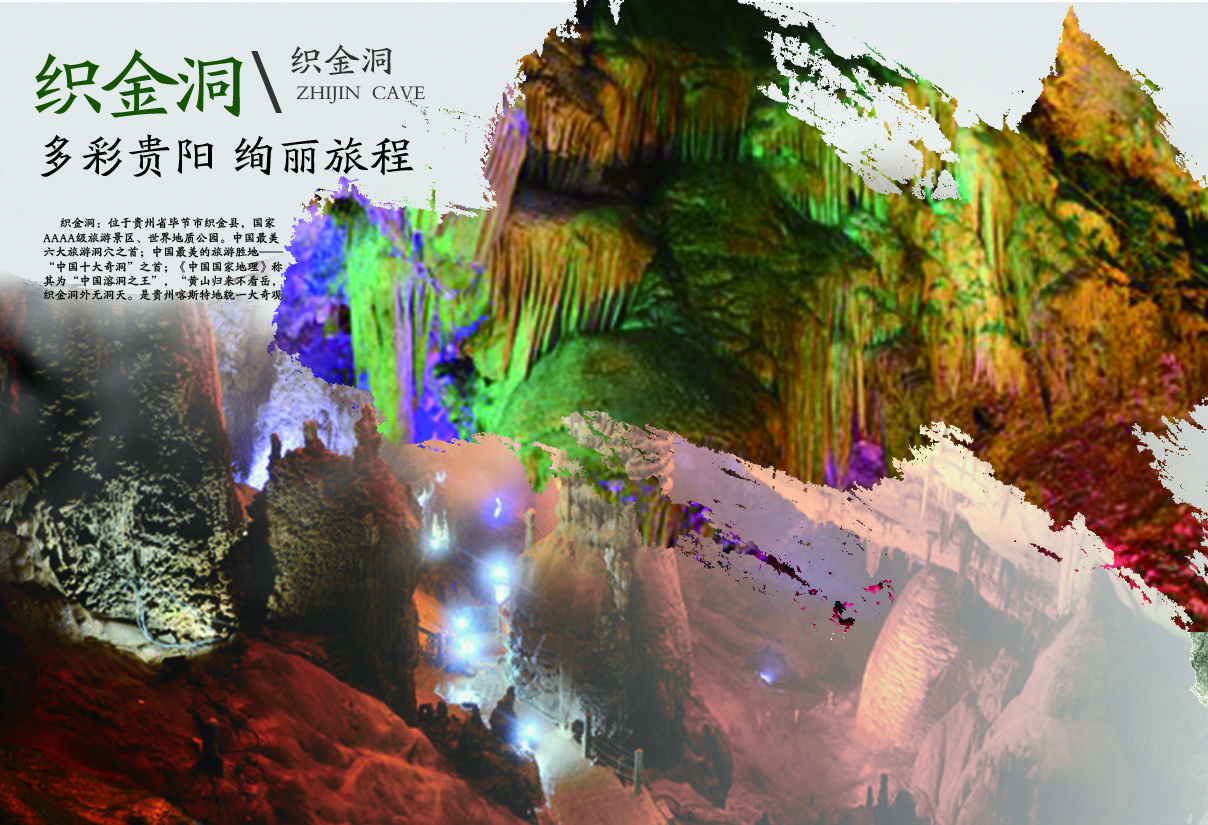 织金洞\
织金洞
ZHIJIN CAVE
多彩贵阳 绚丽旅程
织金洞：位于贵州省毕节市织金县，国家
AAAA级旅游景区、世界地质公园。中国最美
六大旅游洞穴之首；中国最美的旅游胜地——
“中国十大奇洞”之首；《中国国家地理》称
其为“中国溶洞之王”，“黄山归来不看岳，
织金洞外无洞天。是贵州喀斯特地貌一大奇观